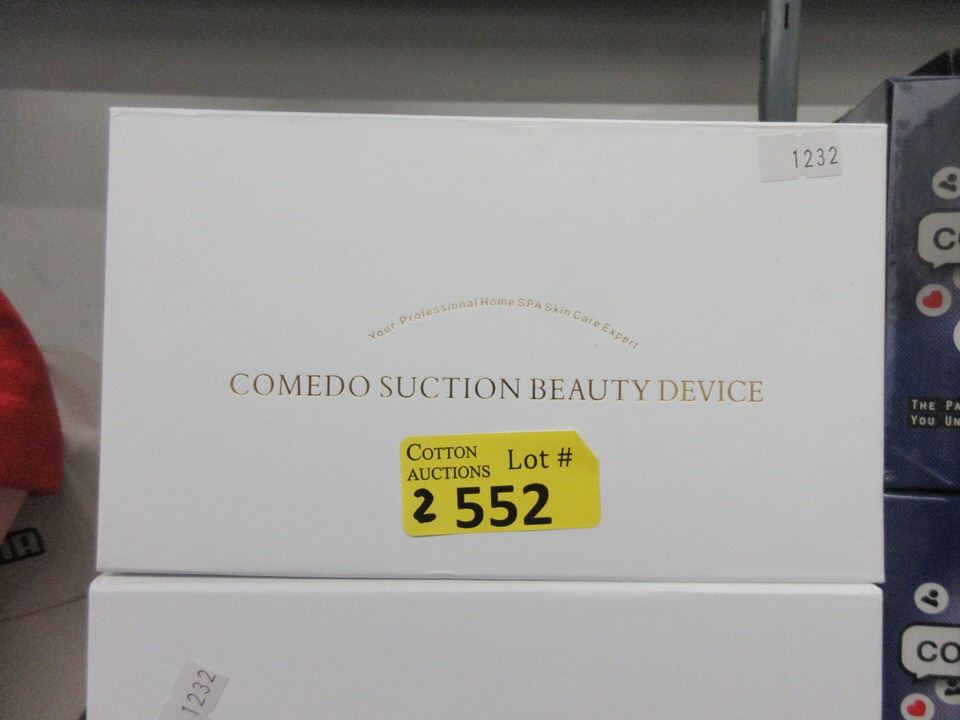 1232
Your Professional Home SPA Skin Care Expert
COMEDO SUCTION BEAUTY DEVICE
COTTON
AUCTIONS
Lot #
2 552
1232
THE PA
YOU UN
CO